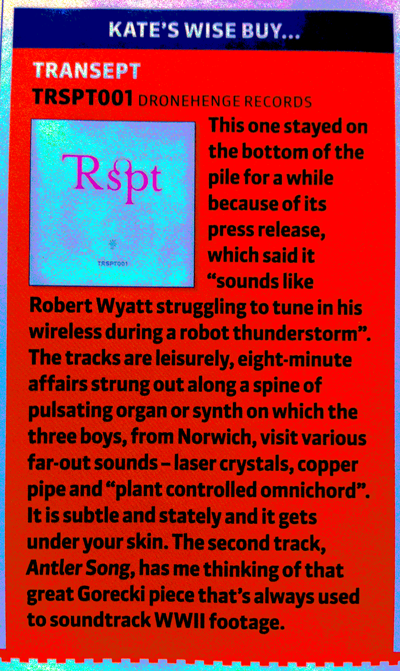 KATE'S WISE BUY...
TRANSEPT
TRSPT001 DRONEHENGE RECORDS
TRspt
TRSPT001
This one stayed on
the bottom of the
pile for a while
because of its
press release,
which said it
“sounds like
Robert Wyatt struggling to tune in his
wireless during a robot thunderstorm”.
The tracks are leisurely, eight-minute
affairs strung out along a spine of
pulsating organ or synth on which the
three boys, from Norwich, visit various
far-out sounds – laser crystals, copper
pipe and “plant controlled omnichord”.
It is subtle and stately and it gets
under your skin. The second track,
Antler Song, has me thinking of that
great Gorecki piece that's always used
to soundtrack WWII footage.